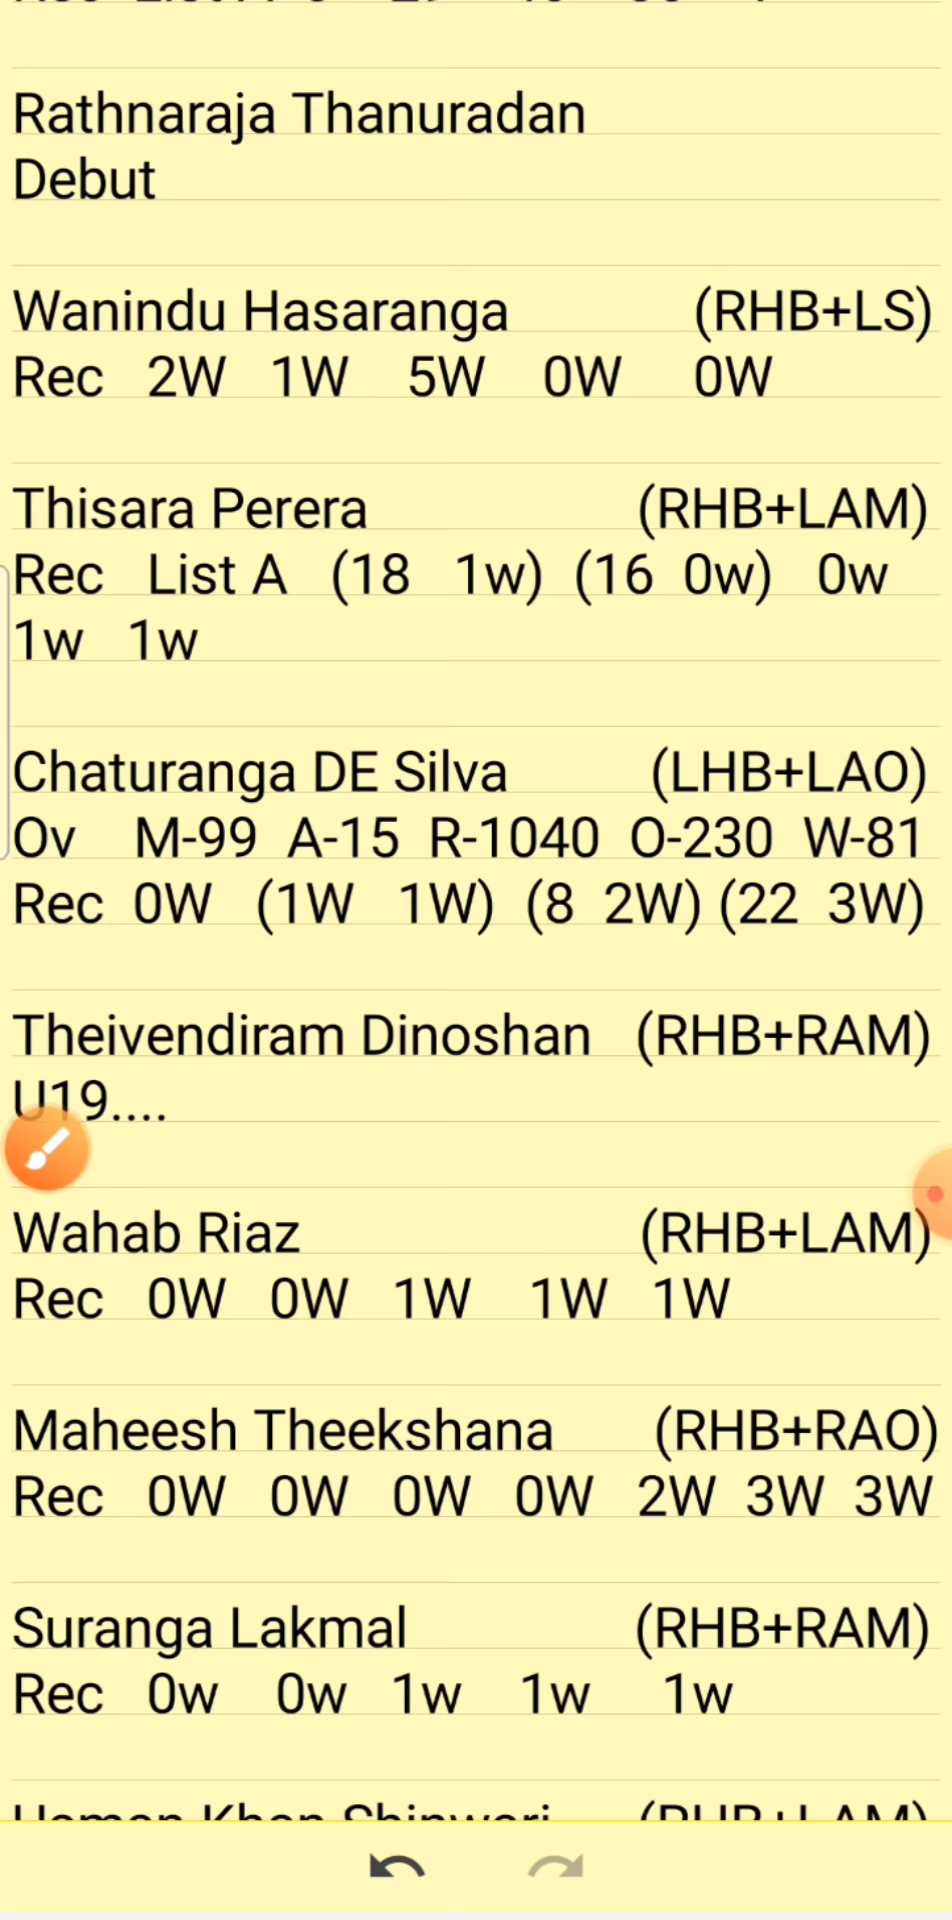 Rathnaraja Thanuradan
Debut
Wanindu Hasaranga (RHB+LS)
Rec 2W 1W 5W 0W 0W
Thisara Perera (RHB+LAM)
Rec List A (18 1w) (16 0w) 0w
1w 1w
Chaturanga DE Silva (LHB+LAO)
Ov M-99 A-15 R-1040 O-230 W-81
Rec 0W (1W 1W) (8 2W) (22 3W)
Theivendiram Dinoshan (RHB+RAM)
U19....
Wahab Riaz (RHB+LAM)
Rec 0W 0W 1W 1W 1W
Maheesh Theekshana (RHB+RAO)
Rec 0W 0W 0W 0W 2W 3W 3W
Suranga Lakmal (RHB+RAM)
Rec 0w 0w 1w 1w 1w